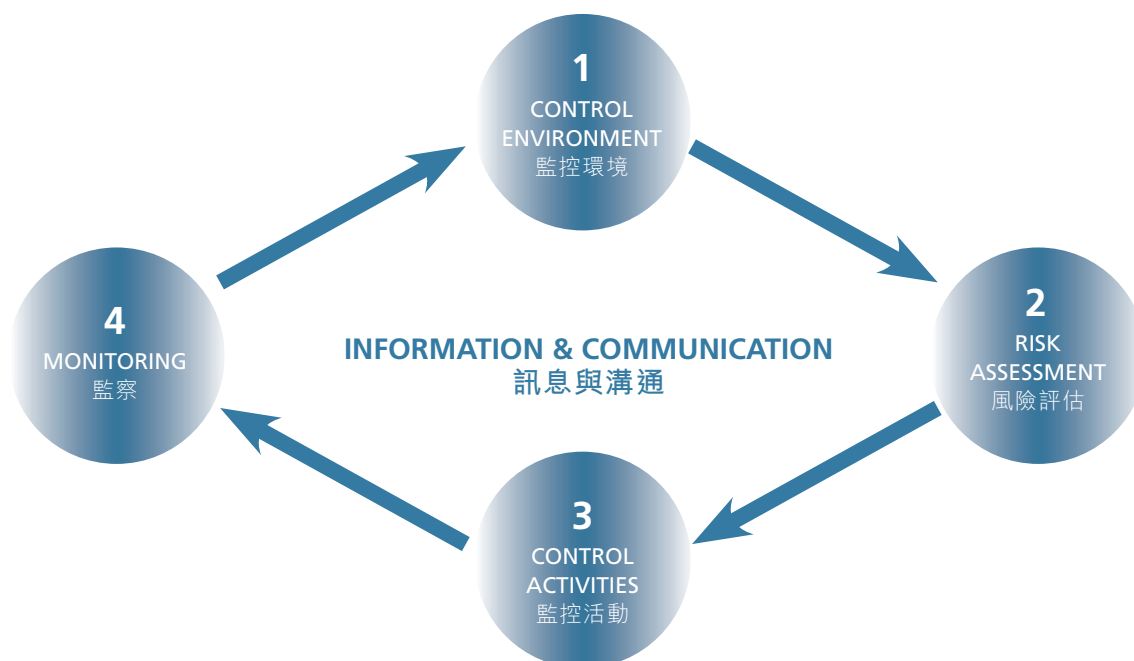 1
CONTROL
ENVIRONMENT
監控環境
2
RISK
ASSESSMENT
風險評估
3
CONTROL
ACTIVITIES
監控活動
4
MONITORING
監察
INFORMATION & COMMUNICATION
訊息與溝通